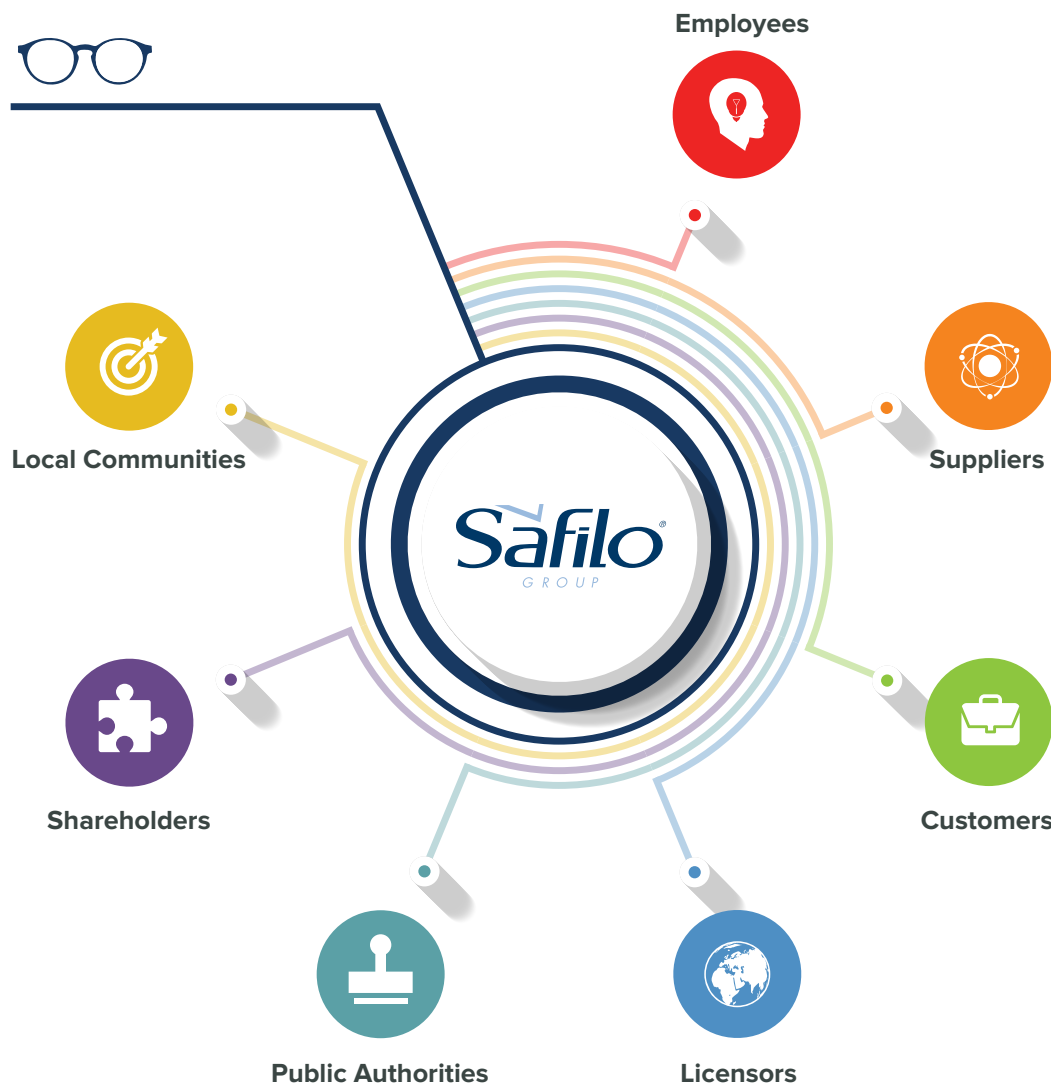 Employees
Local Communities
Suppliers
Safilo®
GROUP
Shareholders
Customers
Public Authorities
Licensors